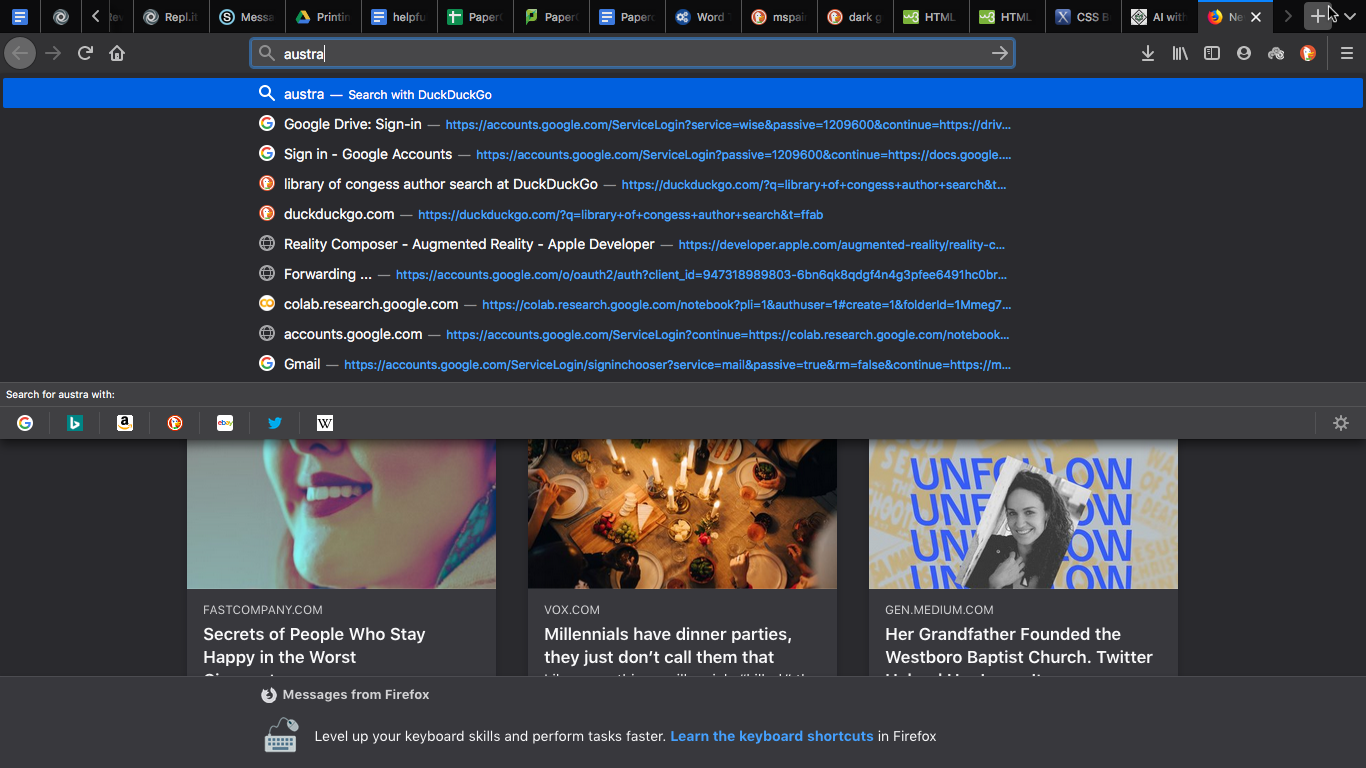 Repl.it
Messa
Printin
helpfu
Paper
Paper
Paperc
Word
mspai
dark g
HTML
HTML
CSS B
AI with
Ne
austra
austra — Search with DuckDuckGo
Google Drive: Sign-in — https://accounts.google.com/ServiceLogin?service=wise&passive=1209600&continue=https://driv...
Sign in - Google Accounts — https://accounts.google.com/ServiceLogin?passive=1209600&continue=https://docs.google....
library of congess author search at DuckDuckGo — https://duckduckgo.com/?q=library+of+congess+author+search&t...
duckduckgo.com — https://duckduckgo.com/?q=library+of+congess+author+search&t=ffab
Reality Composer - Augmented Reality - Apple Developer — https://developer.apple.com/augmented-reality/reality-c...
Forwarding ... — https://accounts.google.com/o/oauth2/auth?client_id=947318989803-6bn6qk8qdgf4n4g3pfee6491hc0br...
colab.research.google.com — https://colab.research.google.com/notebook?pli=1&authuser=1#create=1&folderId=1Mmeg7...
accounts.google.com — https://accounts.google.com/ServiceLogin?continue=https://colab.research.google.com/notebook...
Gmail — https://accounts.google.com/ServiceLogin/signinchooser?service=mail&passive=true&rm=false&continue=https://m...
Search for austra with:
UNFOLLOW
UNFOLLOW
UNFOLLOW
UNFOLLOW
FASTCOMPANY.COM
Secrets of People Who Stay
Happy in the Worst
VOX.COM
Millennials have dinner parties,
they just don't call them that
GEN.MEDIUM.COM
Her Grandfather Founded the
Westboro Baptist Church. Twitter
Messages from Firefox
Level up your keyboard skills and perform tasks faster. Learn the keyboard shortcuts in Firefox